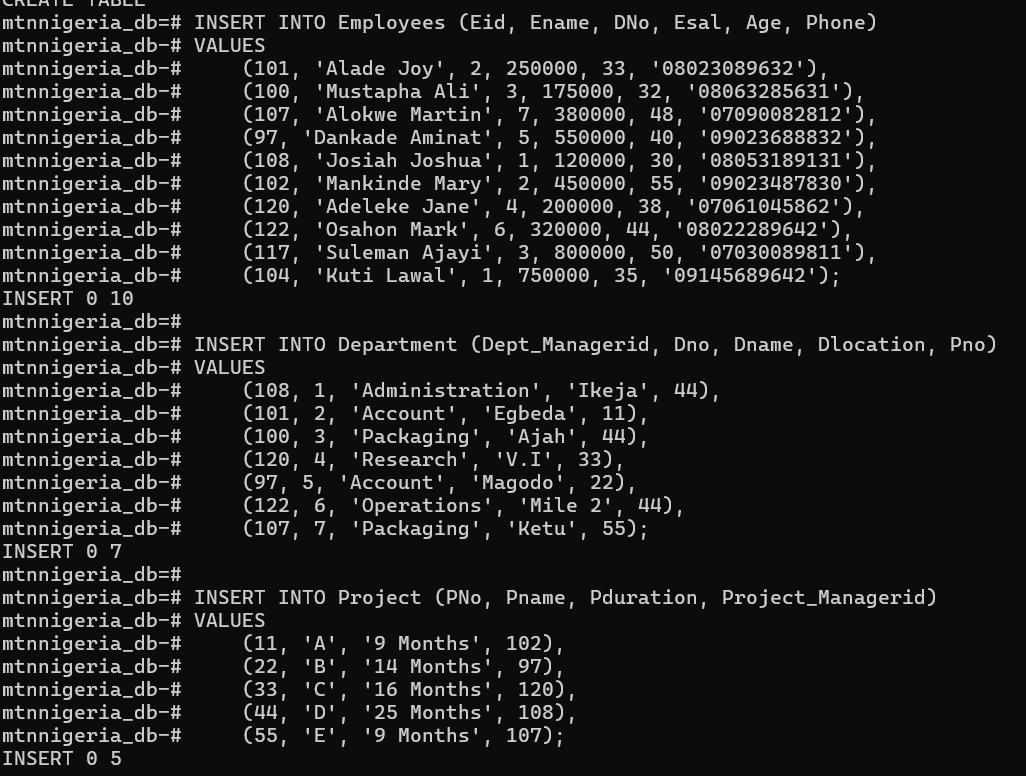 CREATE TABLE
mtnnigeria_db=# INSERT INTO Employees (Eid, Ename, DNo, Esal, Age, Phone)
mtnnigeria_db-# VALUES
mtnnigeria_db-#     (101, 'Alade Joy', 2, 250000, 33, '08023089632'),
mtnnigeria_db-#     (100, 'Mustapha Ali', 3, 175000, 32, '08063285631'),
mtnnigeria_db-#     (107, 'Alokwe Martin', 7, 380000, 48, '07090082812'),
mtnnigeria_db-#     (97, 'Dankade Aminat', 5, 550000, 40, '09023688832'),
mtnnigeria_db-#     (108, 'Josiah Joshua', 1, 120000, 30, '08053189131'),
mtnnigeria_db-#     (102, 'Mankinde Mary', 2, 450000, 55, '09023487830'),
mtnnigeria_db-#     (120, 'Adeleke Jane', 4, 200000, 38, '07061045862'),
mtnnigeria_db-#     (122, 'Osahon Mark', 6, 320000, 44, '08022289642'),
mtnnigeria_db-#     (117, 'Suleman Ajayi', 3, 800000, 50, '07030089811'),
mtnnigeria_db-#     (104, 'Kuti Lawal', 1, 750000, 35, '09145689642');
INSERT 0 10
mtnnigeria_db=#
mtnnigeria_db=# INSERT INTO Department (Dept_Managerid, Dno, Dname, Dlocation, Pno)
mtnnigeria_db-# VALUES
mtnnigeria_db-#     (108, 1, 'Administration', 'Ikeja', 44),
mtnnigeria_db-#     (101, 2, 'Account', 'Egbeda', 11),
mtnnigeria_db-#     (100, 3, 'Packaging', 'Ajah', 44),
mtnnigeria_db-#     (120, 4, 'Research', 'V.I', 33),
mtnnigeria_db-#     (97, 5, 'Account', 'Magodo', 22),
mtnnigeria_db-#     (122, 6, 'Operations', 'Mile 2', 44),
mtnnigeria_db-#     (107, 7, 'Packaging', 'Ketu', 55);
INSERT 0 7
mtnnigeria_db=#
mtnnigeria_db=# INSERT INTO Project (PNo, Pname, Pduration, Project_Managerid)
mtnnigeria_db-# VALUES
mtnnigeria_db-#     (11, 'A', '9 Months', 102),
mtnnigeria_db-#     (22, 'B', '14 Months', 97),
mtnnigeria_db-#     (33, 'C', '16 Months', 120),
mtnnigeria_db-#     (44, 'D', '25 Months', 108),
mtnnigeria_db-#     (55, 'E', '9 Months', 107);
INSERT 0 5